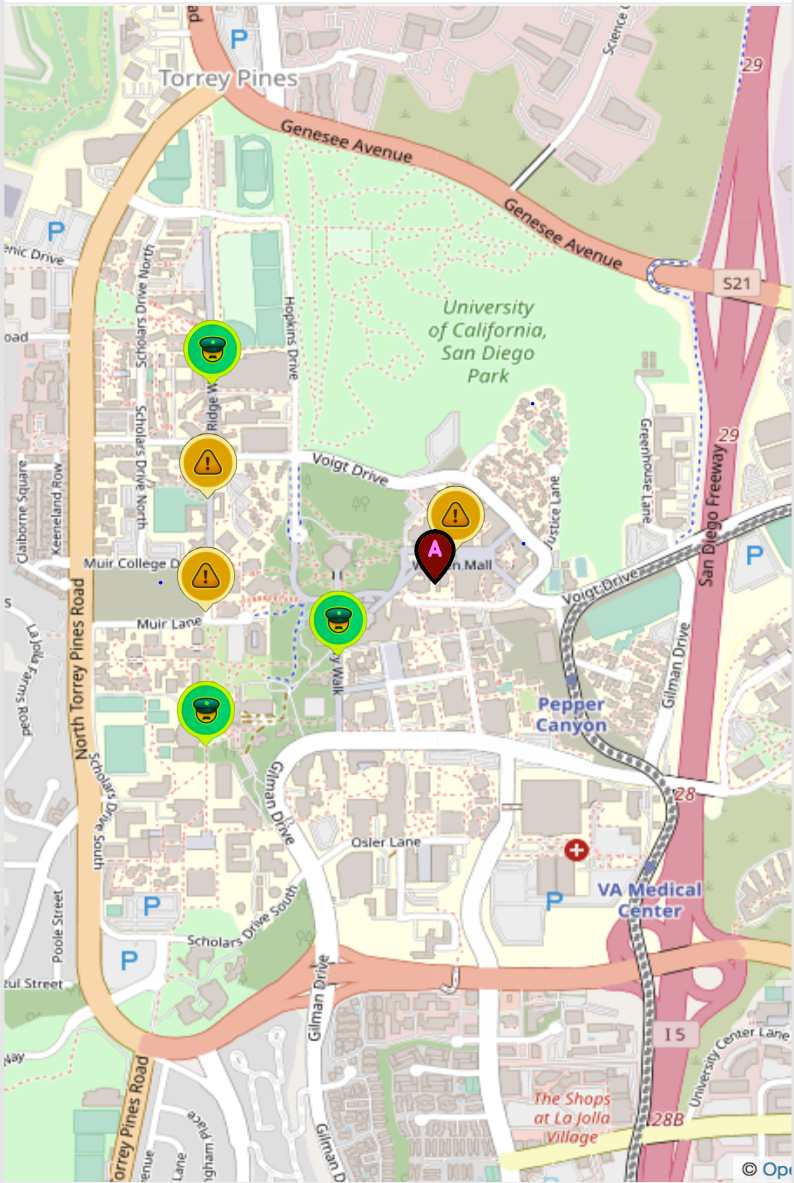 P
Science
Torrey Pines
29
Genesee Avenue
Genesee Avenue
P
enic Drive
S21
Scholars Drive North
Hopkins Drive
University
of California,
San Diego
Park
oad
Ridge W
29
Scholars Drive North
Voigt Drive
Greenhouse Lane
San Diego Freeway
Claiborne Square
Keeneland Row
Justice Lane
A
P
Muir College D
W en Mall
Voigt Drive
Muir Lane
La Jolla Farms Road
North Torrey Pines Road
ry Walk
Gilman Drive
Pepper
Canyon
Scholars Drive South
Gilman Drive
28
Osler Lane
P
P
VA Medical
Center
Poole Street
Scholars Drive South
P
zul Street
Gilman Drive
I 5
University Center Lane
Way
The Shops
at La Jolla
Village
28B
Torrey Pines Road
enue
Lane
ngham Place
Gilman D
© Ope